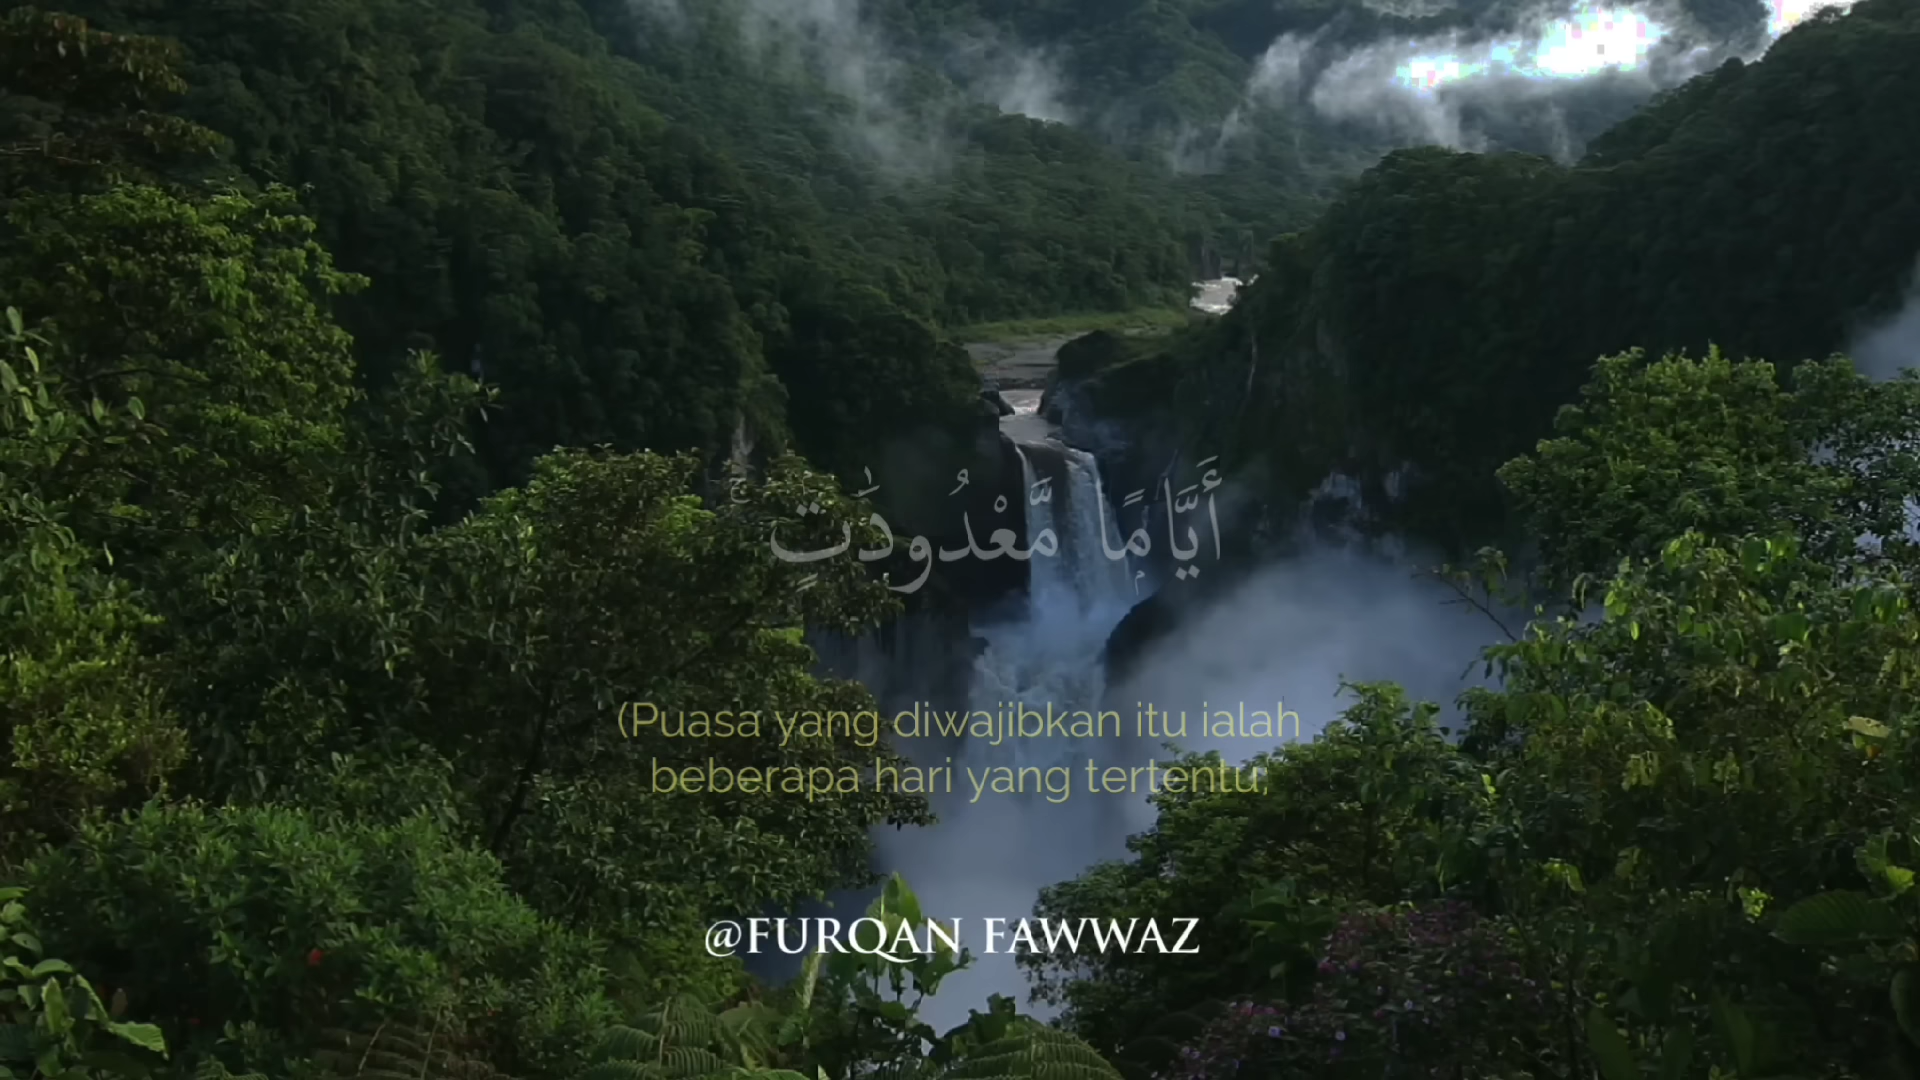 أَيَّامًا مَّعْدُودَٰتٍ ۚ
(Puasa yang diwajibkan itu ialah
beberapa hari yang tertentu;
@FURQAN FAWWAZ